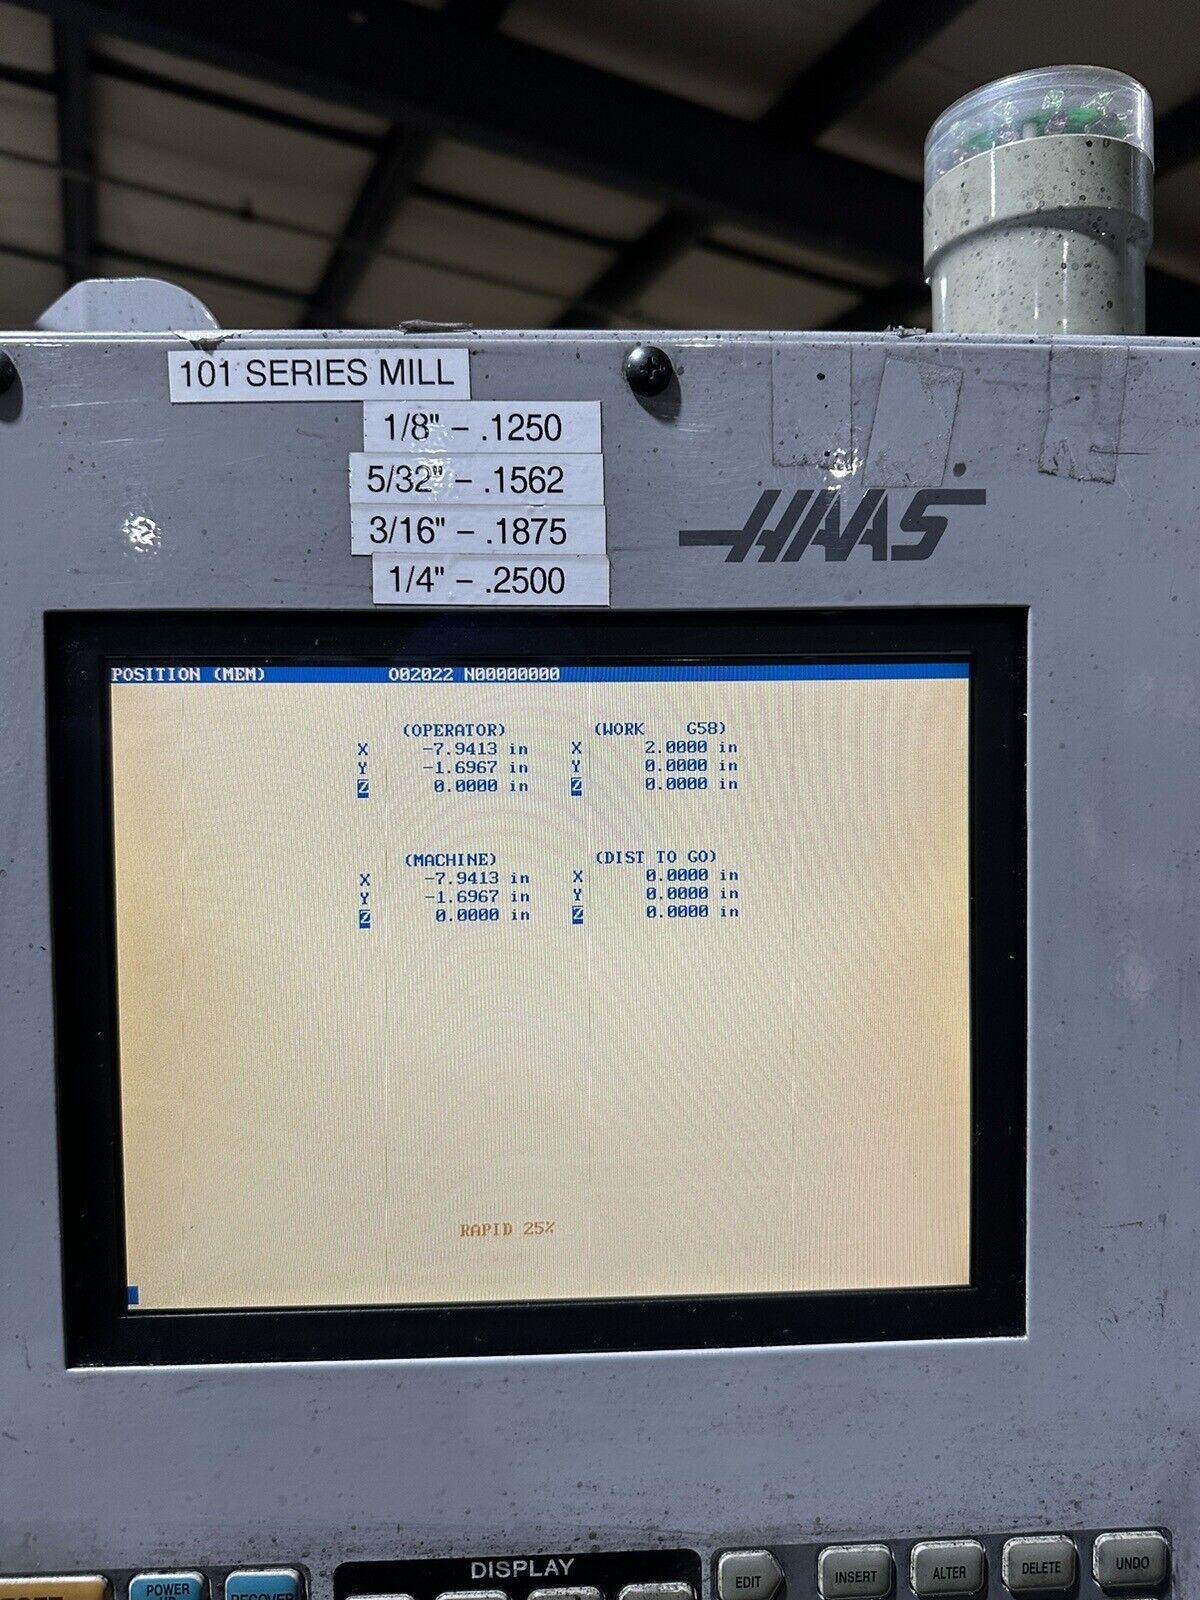 101 SERIES MILL
1/8" – .1250
5/32" – .1562
3/16" – .1875
1/4" – .2500
HAAS
POSITION (MEM) O02022 N00000000
(OPERATOR) (WORK G58)
X -7.9413 in X 2.0000 in
Y -1.6967 in Y 0.0000 in
Z 0.0000 in Z 0.0000 in
(MACHINE) (DIST TO GO)
X -7.9413 in X 0.0000 in
Y -1.6967 in Y 0.0000 in
Z 0.0000 in Z 0.0000 in
RAPID 25%
DISPLAY
POWER
EDIT INSERT ALTER DELETE UNDO